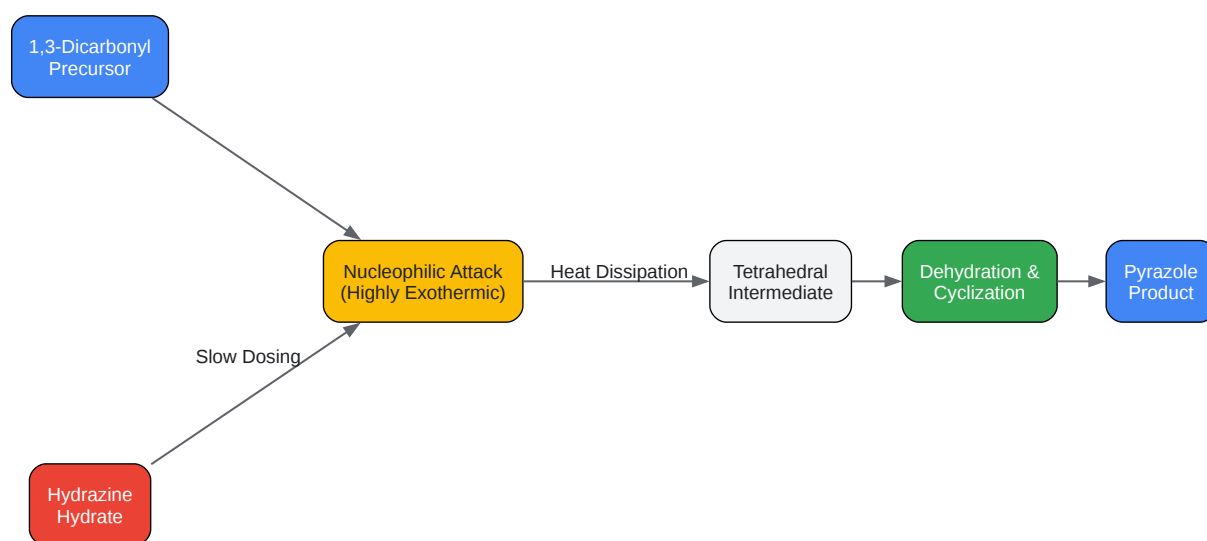 1,3-Dicarbonyl
Precursor
Nucleophilic Attack
(Highly Exothermic)
Heat Dissipation
Tetrahedral
Intermediate
Dehydration &
Cyclization
Pyrazole
Product
Slow Dosing
Hydrazine
Hydrate